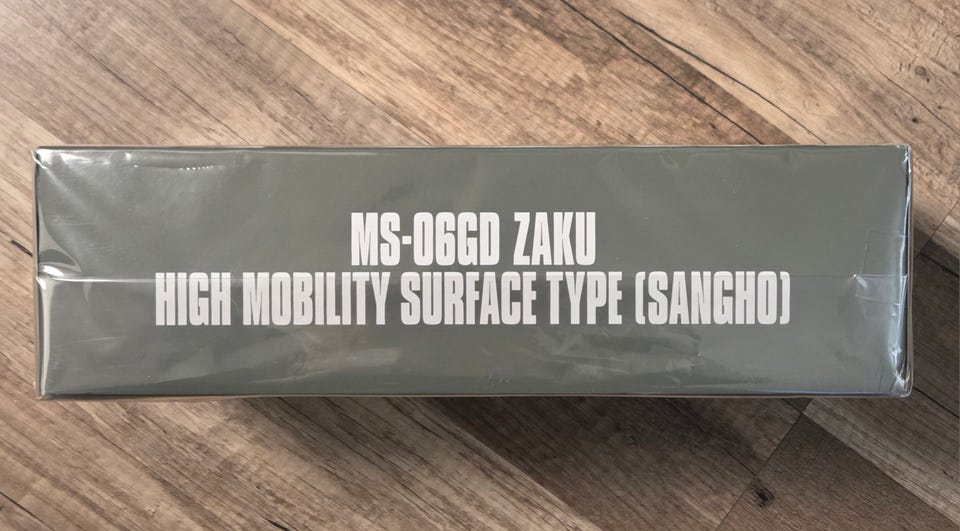 MS-06GD ZAKU
HIGH MOBILITY SURFACE TYPE (SANGHO)